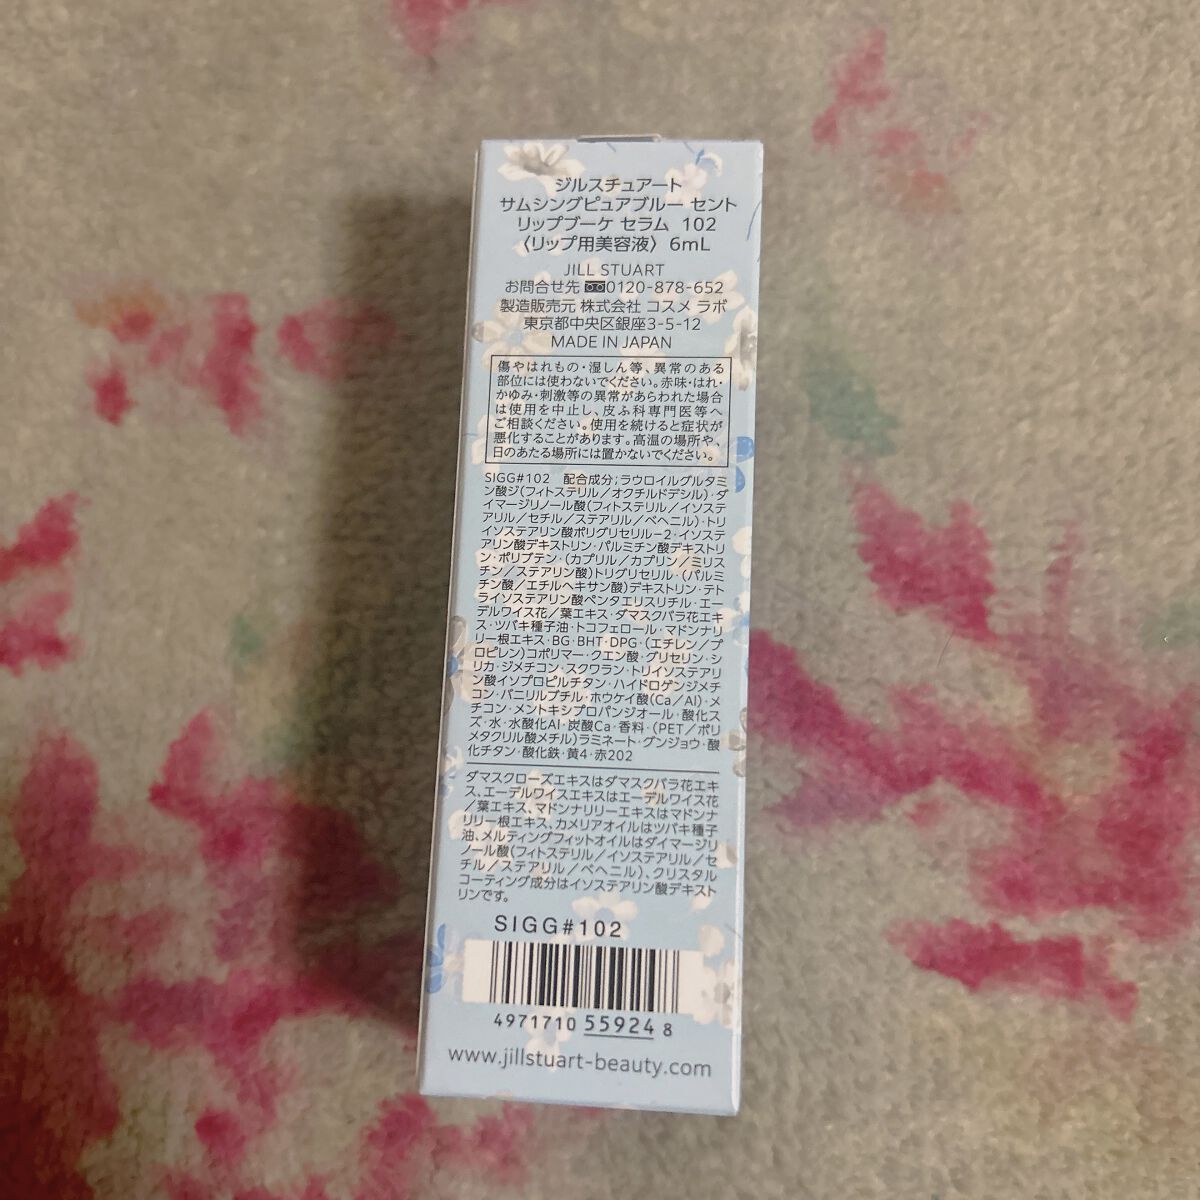 ジルスチュアート
サムシングピュアブルー セント
リップブーケ セラム 102
〈リップ用美容液〉 6mL
JILL STUART
お問合せ先 0120-878-652
製造販売元 株式会社 コスメ ラボ
東京都中央区銀座3-5-12
MADE IN JAPAN
傷やはれもの・湿しん等、異常のある
部位には使わないでください。赤味・はれ・
かゆみ・刺激等の異常があらわれた場合
は使用を中止し、皮ふ科専門医等へ
ご相談ください。使用を続けると症状が
悪化することがあります。高温の場所や、
日のあたる場所には置かないでください。
SIGG#102 配合成分;ラウロイルグルタミ
ン酸ジ(フィトステリル/オクチルドデシル)・ダ
イマージリノール酸(フィトステリル/イソステ
アリル/セチル/ステアリル/ベヘニル)・トリ
イソステアリン酸ポリグリセリル-2・イソステ
アリン酸デキストリン・パルミチン酸デキストリ
ン・ポリブテン・(カプリル/カプリン/ミリス
チン/ステアリン酸)トリグリセリル・(パルミ
チン酸/エチルヘキサン酸)デキストリン・テト
ライソステアリン酸ペンタエリスリチル・エー
デルワイス花/葉エキス・ダマスクバラ花エキ
ス・ツバキ種子油・トコフェロール・マドンナリ
リー根エキス・BG・BHT・DPG・(エチレン/プ
ロピレン)コポリマー・クエン酸・グリセリン・シ
リカ・ジメチコン・スクワラン・トリイソステアリ
ン酸イソプロピルチタン・ハイドロゲンジメチ
コン・バニリルブチル・ホウケイ酸(Ca/Al)・メ
チコン・メントキシプロパンジオール・酸化ス
ズ・水・水酸化Al・炭酸Ca・香料・(PET/ポリ
メタクリル酸メチル)ラミネート・グンジョウ・酸
化チタン・酸化鉄・黄4・赤202
ダマスクローズエキスはダマスクバラ花エキ
ス、エーデルワイスエキスはエーデルワイス花
/葉エキス、マドンナリリーエキスはマドンナ
リリー根エキス、カメリアオイルはツバキ種子
油、メルティングフィットオイルはダイマージリ
ノール酸(フィトステリル/イソステアリル/セ
チル/ステアリル/ベヘニル)、クリスタル
コーティング成分はイソステアリン酸デキスト
リンです。
SIGG#102
4971710 55924 8
www.jillstuart-beauty.com